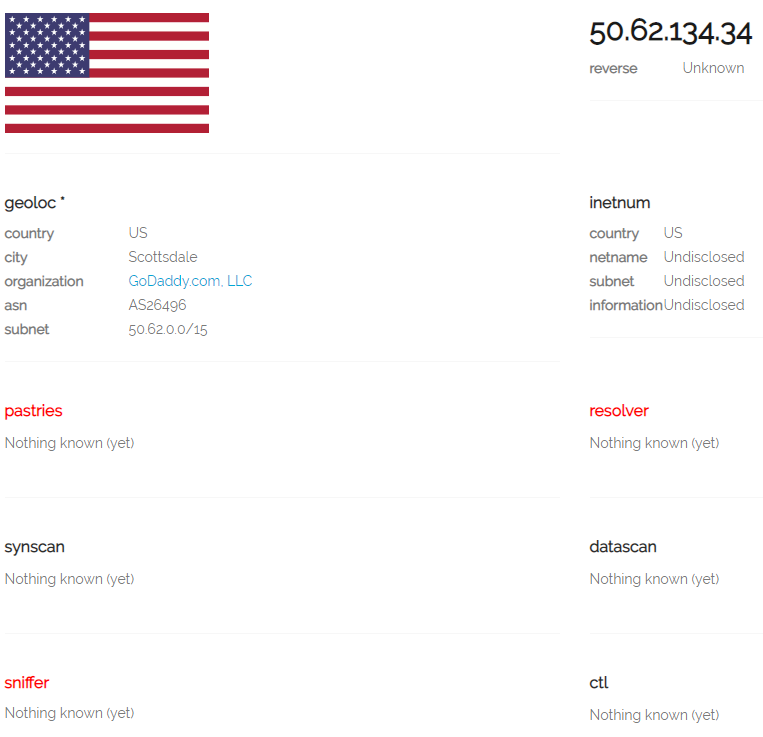 50.62.134.34
reverse Unknown
geoloc *
country US
city Scottsdale
organization GoDaddy.com, LLC
asn AS26496
subnet 50.62.0.0/15
inetnum
country US
netname Undisclosed
subnet Undisclosed
information Undisclosed
pastries
Nothing known (yet)
resolver
Nothing known (yet)
synscan
Nothing known (yet)
datascan
Nothing known (yet)
sniffer
Nothing known (yet)
ctl
Nothing known (yet)